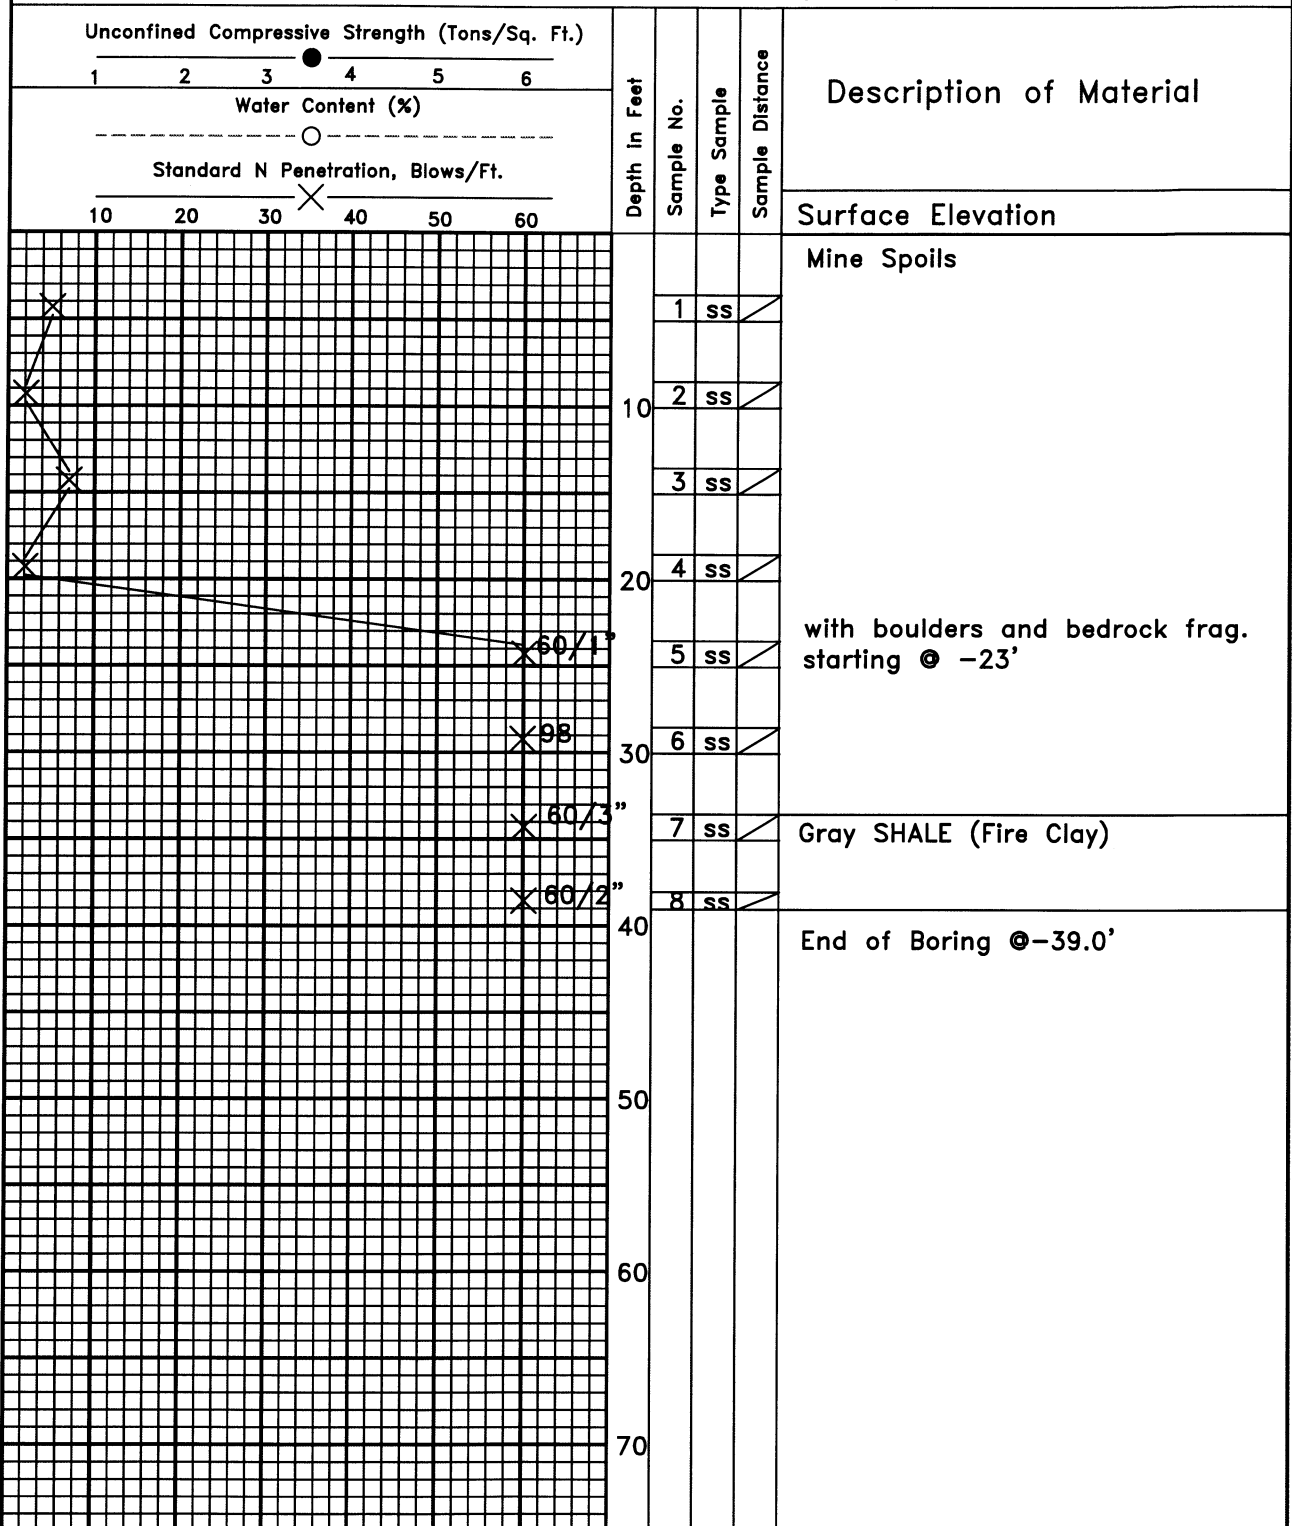 Unconfined Compressive Strength (Tons/Sq. Ft.)
1 2 3 4 5 6
Water Content (%)
Standard N Penetration, Blows/Ft.
10 20 30 40 50 60
Depth in Feet
Sample No.
Type Sample
Sample Distance
Description of Material
Surface Elevation
Mine Spoils
1 ss
2 ss
10
3 ss
4 ss
20
with boulders and bedrock frag.
starting @ -23'
60/1"
5 ss
98
6 ss
30
60/3"
7 ss
Gray SHALE (Fire Clay)
60/2"
8 ss
40
End of Boring @-39.0'
50
60
70